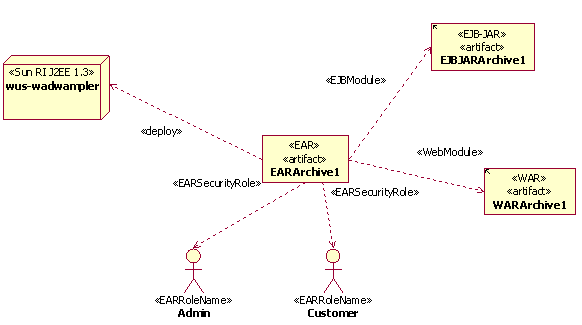 «EJB-JAR»
«artifact»
EJBJARArchive1
«Sun RI J2EE 1.3»
wus-wadwampler
«EJBModule»
«deploy»
«EAR»
«artifact»
EARArchive1
«WebModule»
«WAR»
«artifact»
WARArchive1
«EARSecurityRole»
«EARSecurityRole»
«EARRoleName»
Admin
«EARRoleName»
Customer